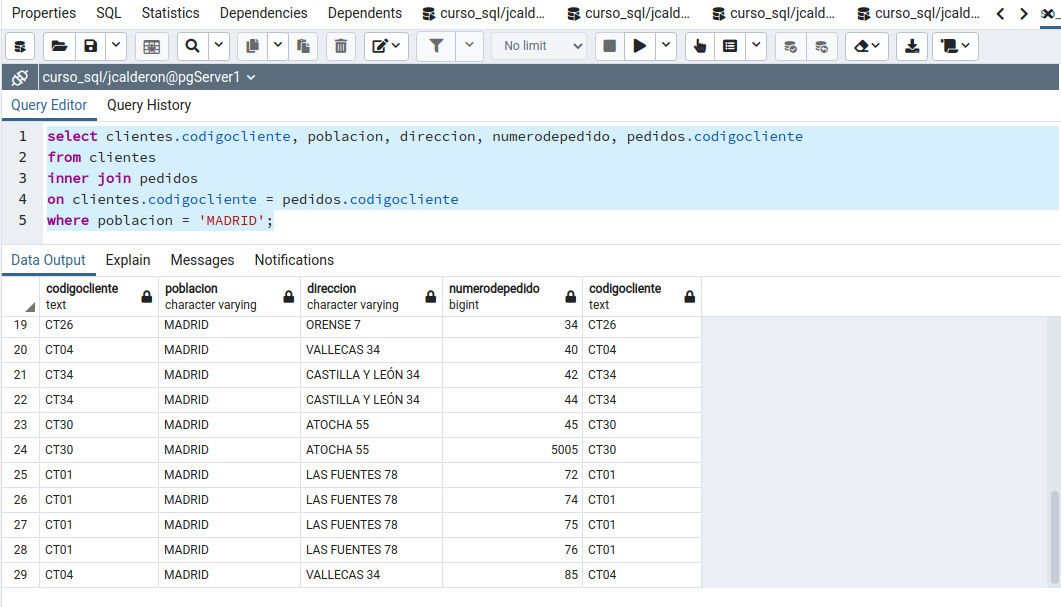 Properties SQL Statistics Dependencies Dependents curso_sql/jcald... curso_sql/jcald... curso_sql/jcald... curso_sql/jcald...
No limit
curso_sql/jcalderon@pgServer1
Query Editor Query History
1 select clientes.codigocliente, poblacion, direccion, numerodepedido, pedidos.codigocliente
2 from clientes
3 inner join pedidos
4 on clientes.codigocliente = pedidos.codigocliente
5 where poblacion = 'MADRID';
Data Output Explain Messages Notifications
codigocliente poblacion direccion numerodepedido codigocliente
text character varying character varying bigint text
19 CT26 MADRID ORENSE 7 34 CT26
20 CT04 MADRID VALLECAS 34 40 CT04
21 CT34 MADRID CASTILLA Y LEÓN 34 42 CT34
22 CT34 MADRID CASTILLA Y LEÓN 34 44 CT34
23 CT30 MADRID ATOCHA 55 45 CT30
24 CT30 MADRID ATOCHA 55 5005 CT30
25 CT01 MADRID LAS FUENTES 78 72 CT01
26 CT01 MADRID LAS FUENTES 78 74 CT01
27 CT01 MADRID LAS FUENTES 78 75 CT01
28 CT01 MADRID LAS FUENTES 78 76 CT01
29 CT04 MADRID VALLECAS 34 85 CT04